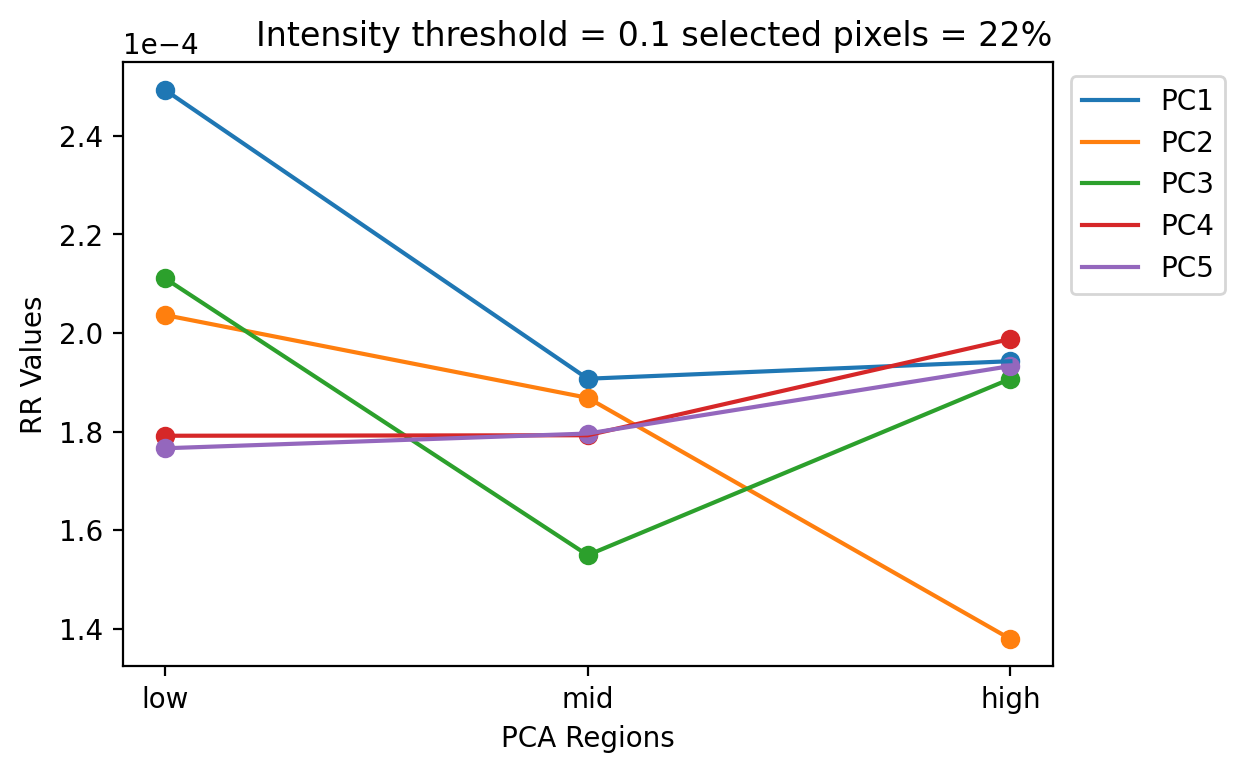 Intensity threshold = 0.1 selected pixels = 22%
1e−4
2.4
2.2
2.0
1.8
1.6
1.4
RR Values
low
mid
high
PCA Regions
PC1
PC2
PC3
PC4
PC5